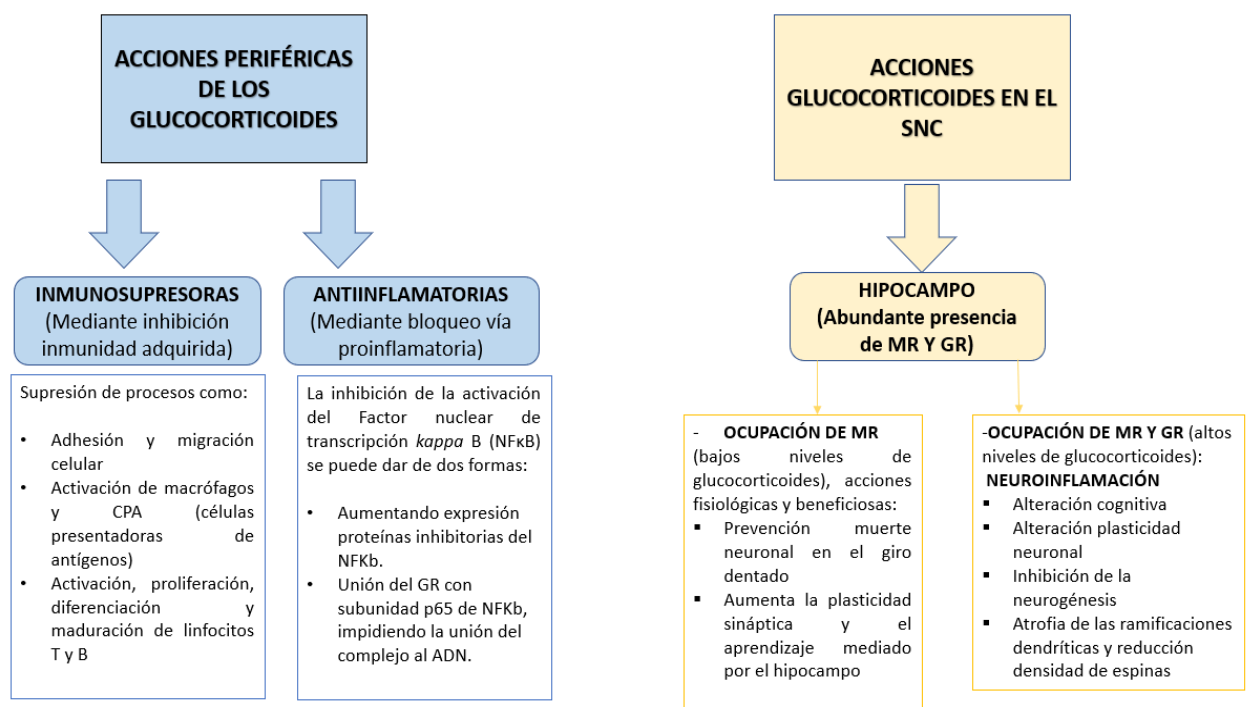 ACCIONES PERIFÉRICAS
DE LOS
GLUCOCORTICOIDES
INMUNOSUPRESORAS
(Mediante inhibición
inmunidad adquirida)
Supresión de procesos como:
• Adhesión y migración
celular
• Activación de macrófagos
y CPA (células
presentadoras de
antígenos)
• Activación, proliferación,
diferenciación y
maduración de linfocitos
T y B
ANTIINFLAMATORIAS
(Mediante bloqueo vía
proinflamatoria)
La inhibición de la activación
del Factor nuclear de
transcripción kappa B (NFκB)
se puede dar de dos formas:
• Aumentando expresión
proteínas inhibitorias del
NFKb.
• Unión del GR con
subunidad p65 de NFKb,
impidiendo la unión del
complejo al ADN.
ACCIONES
GLUCOCORTICOIDES EN EL
SNC
HIPOCAMPO
(Abundante presencia
de MR Y GR)
- OCUPACIÓN DE MR
(bajos niveles de
glucocorticoides), acciones
fisiológicas y beneficiosas:
▪ Prevención muerte
neuronal en el giro
dentado
▪ Aumenta la plasticidad
sináptica y el
aprendizaje mediado
por el hipocampo
-OCUPACIÓN DE MR Y GR (altos
niveles de glucocorticoides):
NEUROINFLAMACIÓN
▪ Alteración cognitiva
▪ Alteración plasticidad
neuronal
▪ Inhibición de la
neurogénesis
▪ Atrofia de las ramificaciones
dendríticas y reducción
densidad de espinas